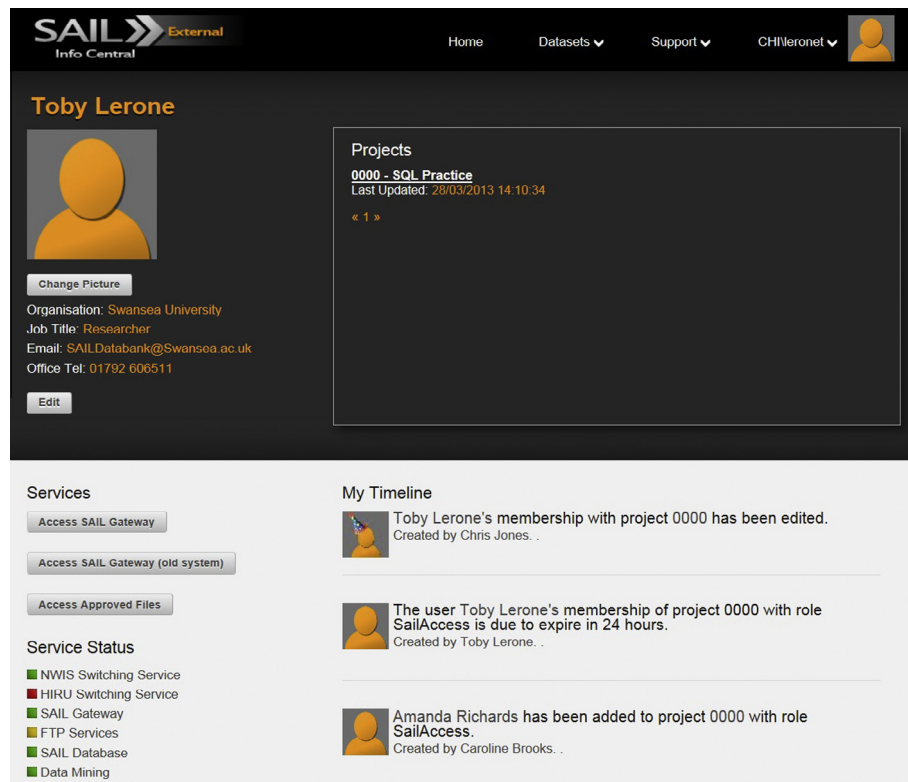 SAIL External
Info Central
Home Datasets Support CHI\leronet
Toby Lerone
Change Picture
Organisation: Swansea University
Job Title: Researcher
Email: SAILDatabank@Swansea.ac.uk
Office Tel: 01792 606511
Edit
Projects
0000 - SQL Practice
Last Updated: 28/03/2013 14:10:34
« 1 »
Services
Access SAIL Gateway
Access SAIL Gateway (old system)
Access Approved Files
Service Status
NWIS Switching Service
HIRU Switching Service
SAIL Gateway
FTP Services
SAIL Database
Data Mining
My Timeline
Toby Lerone's membership with project 0000 has been edited.
Created by Chris Jones. .
The user Toby Lerone's membership of project 0000 with role
SailAccess is due to expire in 24 hours.
Created by Toby Lerone. .
Amanda Richards has been added to project 0000 with role
SailAccess.
Created by Caroline Brooks. .